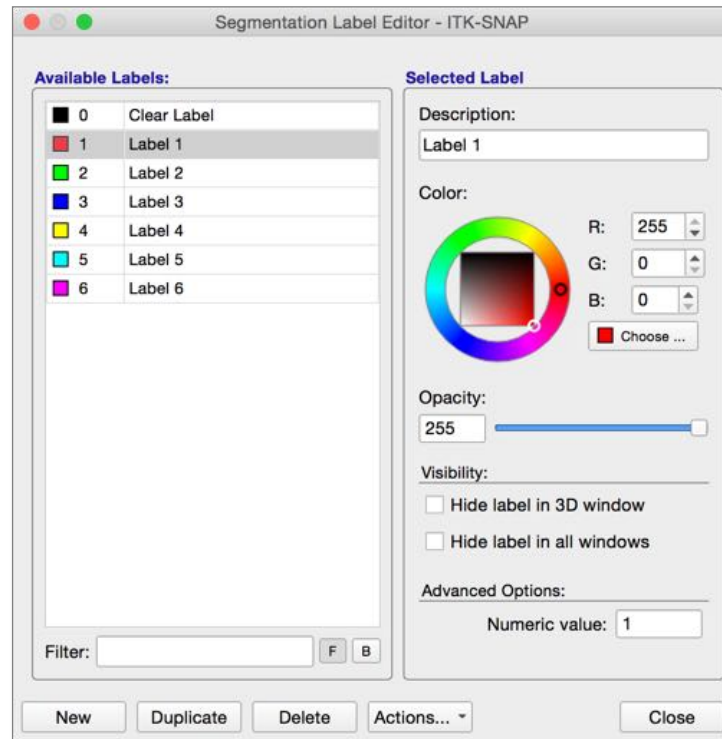 Segmentation Label Editor - ITK-SNAP
Available Labels:
0 Clear Label
1 Label 1
2 Label 2
3 Label 3
4 Label 4
5 Label 5
6 Label 6
Filter:
F B
Selected Label
Description:
Label 1
Color:
R: 255
G: 0
B: 0
Choose ...
Opacity:
255
Visibility:
Hide label in 3D window
Hide label in all windows
Advanced Options:
Numeric value: 1
New Duplicate Delete Actions... Close